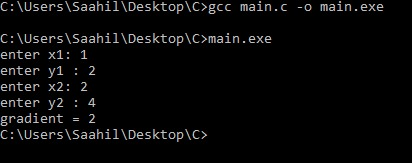 C:\Users\Saahil\Desktop\C>gcc main.c -o main.exe
C:\Users\Saahil\Desktop\C>main.exe
enter x1: 1
enter y1 : 2
enter x2: 2
enter y2 : 4
gradient = 2
C:\Users\Saahil\Desktop\C>